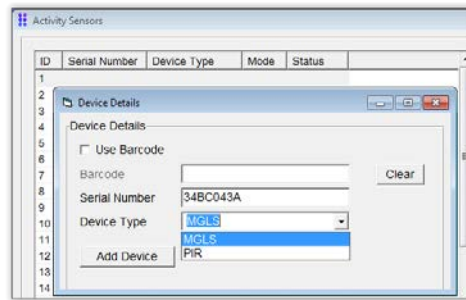 Activity Sensors
ID Serial Number Device Type Mode Status
1
2
3
4
5
6
7
8
9
10
11
12
13
14
Device Details
Device Details
Use Barcode
Barcode
Clear
Serial Number 34BC043A
Device Type MGLS
MGLS
PIR
Add Device